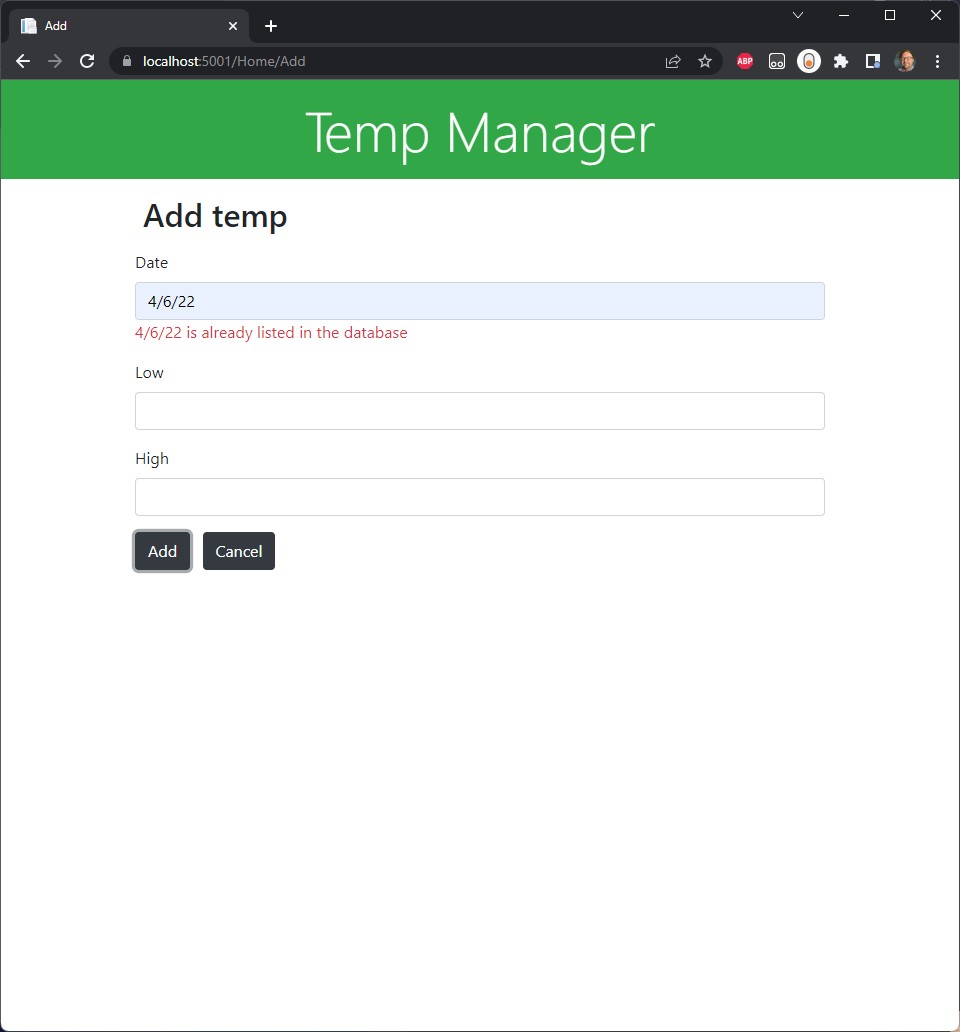 Add
localhost:5001/Home/Add
ABP
Temp Manager
Add temp
Date
4/6/22
4/6/22 is already listed in the database
Low
High
Add Cancel